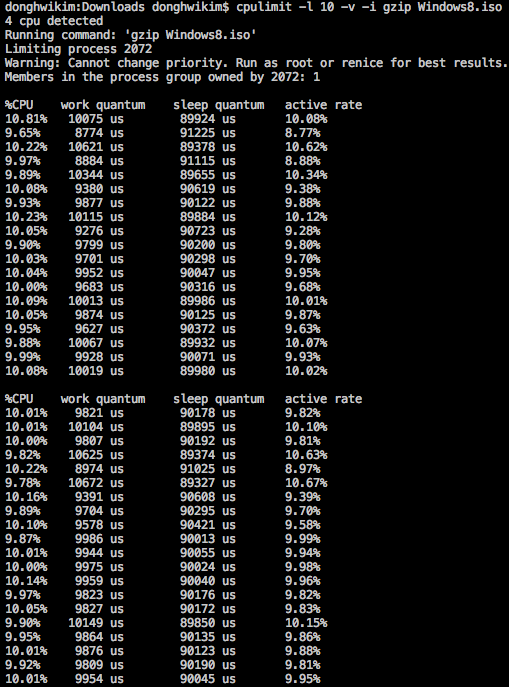 donghwikim:Downloads donghwikim$ cpulimit -l 10 -v -i gzip Windows8.iso
4 cpu detected
Running command: 'gzip Windows8.iso'
Limiting process 2072
Warning: Cannot change priority. Run as root or renice for best results.
Members in the process group owned by 2072: 1

%CPU    work quantum    sleep quantum   active rate
10.81%   10075 us       89924 us       10.08%
9.65%     8774 us       91225 us       8.77%
10.22%   10621 us       89378 us       10.62%
9.97%     8884 us       91115 us       8.88%
9.89%    10344 us       89655 us       10.34%
10.08%    9380 us       90619 us       9.38%
9.93%     9877 us       90122 us       9.88%
10.23%   10115 us       89884 us       10.12%
10.05%    9276 us       90723 us       9.28%
9.90%     9799 us       90200 us       9.80%
10.03%    9701 us       90298 us       9.70%
10.04%    9952 us       90047 us       9.95%
10.00%    9683 us       90316 us       9.68%
10.09%   10013 us       89986 us       10.01%
10.05%    9874 us       90125 us       9.87%
9.95%     9627 us       90372 us       9.63%
9.88%    10067 us       89932 us       10.07%
9.99%     9928 us       90071 us       9.93%
10.08%   10019 us       89980 us       10.02%

%CPU    work quantum    sleep quantum   active rate
10.01%    9821 us       90178 us       9.82%
10.01%   10104 us       89895 us       10.10%
10.00%    9807 us       90192 us       9.81%
9.82%    10625 us       89374 us       10.63%
10.22%    8974 us       91025 us       8.97%
9.78%    10672 us       89327 us       10.67%
10.16%    9391 us       90608 us       9.39%
9.89%     9704 us       90295 us       9.70%
10.10%    9578 us       90421 us       9.58%
9.87%     9986 us       90013 us       9.99%
10.01%    9944 us       90055 us       9.94%
10.00%    9975 us       90024 us       9.98%
10.14%    9959 us       90040 us       9.96%
9.97%     9823 us       90176 us       9.82%
10.05%    9827 us       90172 us       9.83%
9.90%    10149 us       89850 us       10.15%
9.95%     9864 us       90135 us       9.86%
10.01%    9876 us       90123 us       9.88%
9.92%     9809 us       90190 us       9.81%
10.01%    9954 us       90045 us       9.95%